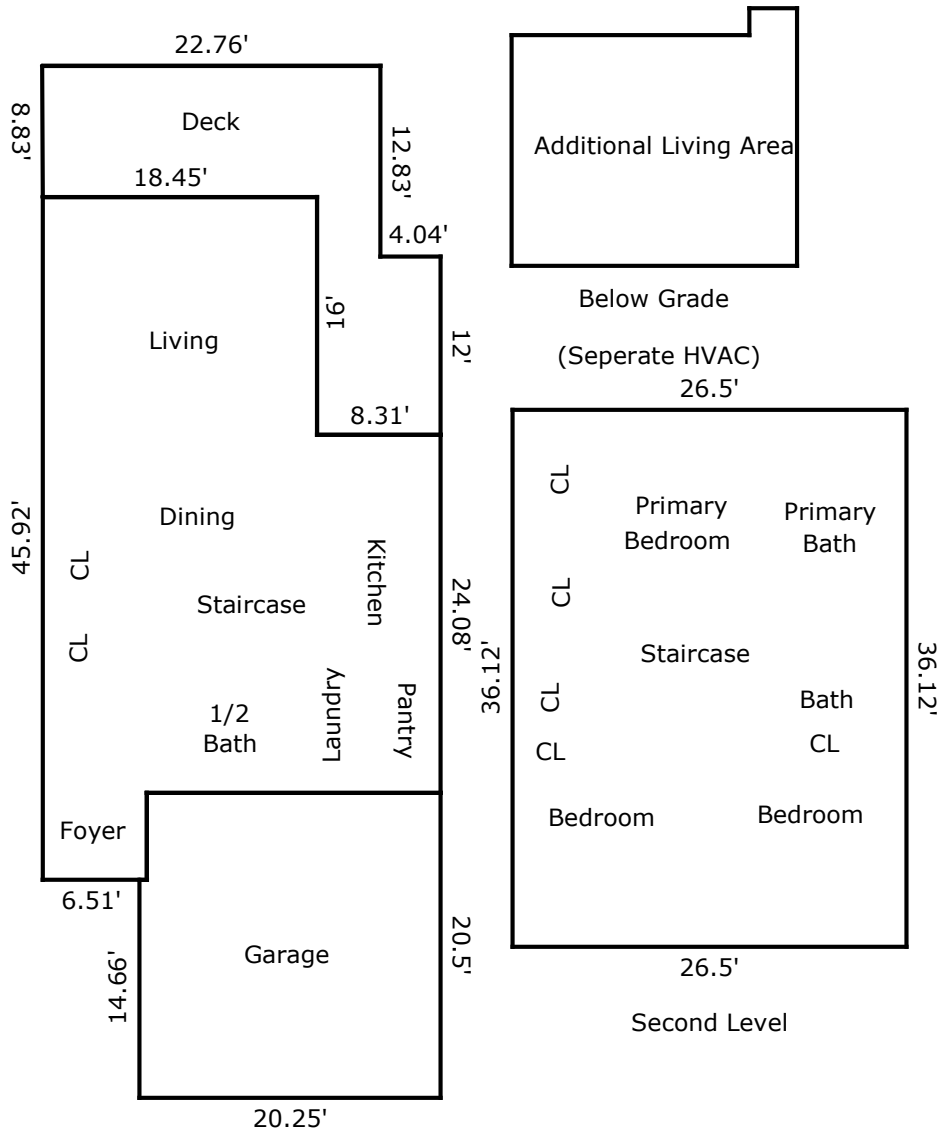 22.76'
8.83'
Deck
12.83'
18.45'
4.04'
Living
16'
12'
8.31'
45.92'
Dining
CL
Kitchen
Staircase
24.08'
CL
1/2
Bath
Laundry
Pantry
Foyer
6.51'
14.66'
Garage
20.5'
20.25'
Additional Living Area
Below Grade
(Seperate HVAC)
26.5'
CL
Primary
Bedroom
Primary
Bath
CL
36.12'
Staircase
36.12'
CL
Bath
CL
CL
Bedroom
Bedroom
26.5'
Second Level